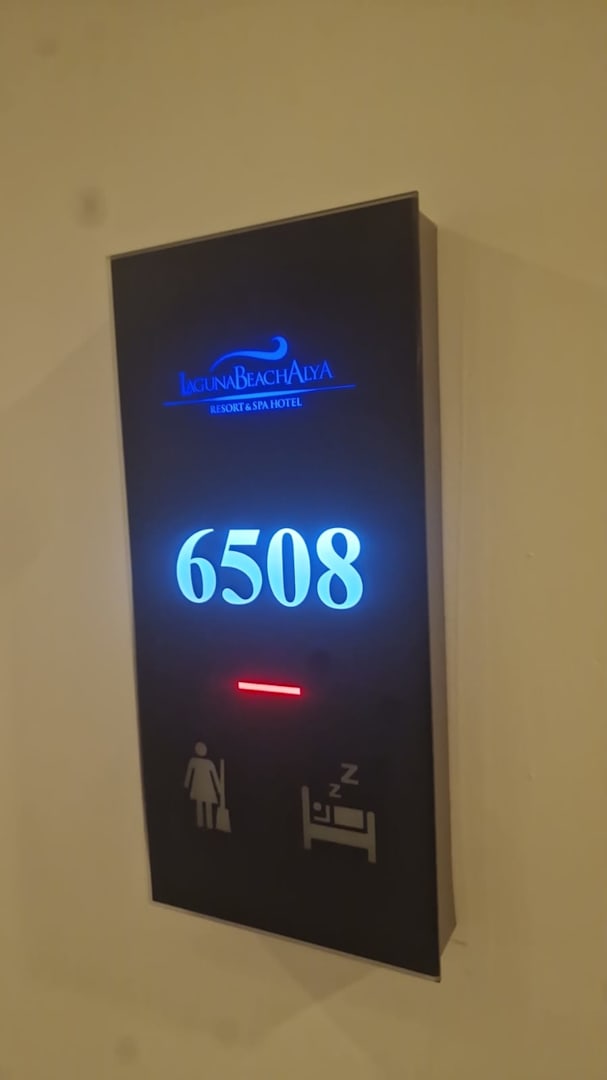 LAGUNABEACHALYA
RESORT & SPA HOTEL
6508
Z
Z